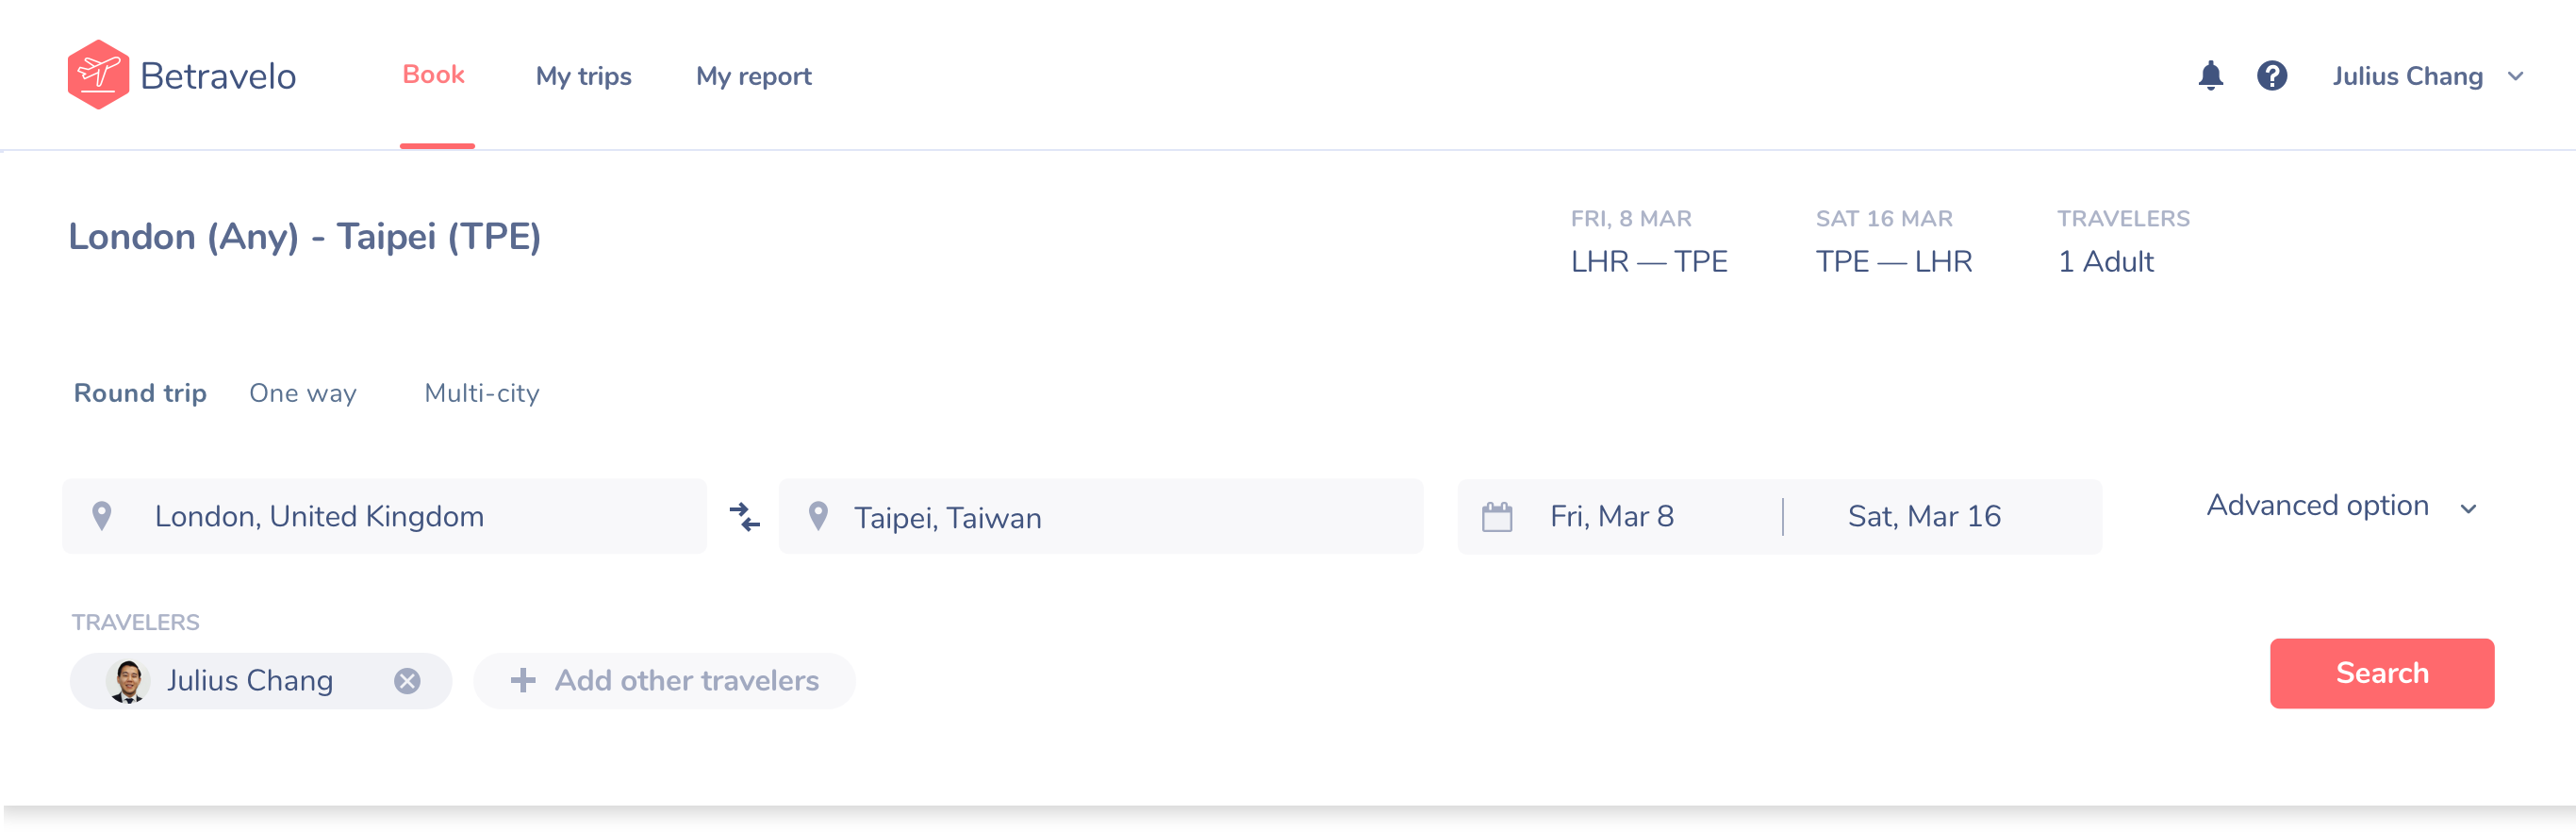 Betravelo Book My trips My report Julius Chang
London (Any) - Taipei (TPE)
FRI, 8 MAR SAT 16 MAR TRAVELERS
LHR — TPE TPE — LHR 1 Adult
Round trip One way Multi-city
London, United Kingdom Taipei, Taiwan Fri, Mar 8 Sat, Mar 16 Advanced option
TRAVELERS
Julius Chang Add other travelers Search